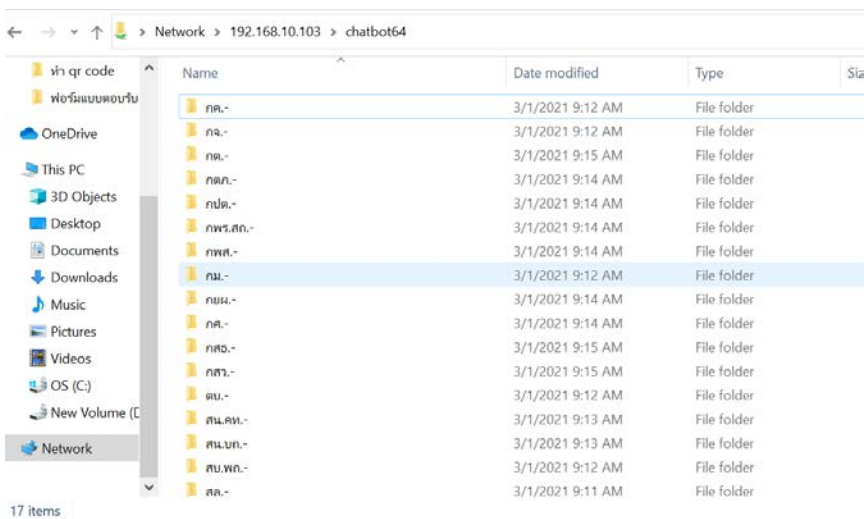 Network > 192.168.10.103 > chatbot64
ทำ qr code
ฟอร์มแบบตอบรับ
OneDrive
This PC
3D Objects
Desktop
Documents
Downloads
Music
Pictures
Videos
OS (C:)
New Volume (D
Network
Name Date modified Type Siz
3/1/2021 9:12 AM File folder
กจ.- 3/1/2021 9:12 AM File folder
กต.- 3/1/2021 9:15 AM File folder
กตภ.- 3/1/2021 9:14 AM File folder
กปต.- 3/1/2021 9:14 AM File folder
กพร.สถ.- 3/1/2021 9:14 AM File folder
กพส.- 3/1/2021 9:14 AM File folder
กม.- 3/1/2021 9:12 AM File folder
กยผ.- 3/1/2021 9:14 AM File folder
กศ.- 3/1/2021 9:14 AM File folder
กสธ.- 3/1/2021 9:15 AM File folder
กสว.- 3/1/2021 9:15 AM File folder
ตบ.- 3/1/2021 9:12 AM File folder
สน.คท.- 3/1/2021 9:13 AM File folder
สน.บถ.- 3/1/2021 9:13 AM File folder
สบ.พถ.- 3/1/2021 9:12 AM File folder
สล.- 3/1/2021 9:11 AM File folder
17 items